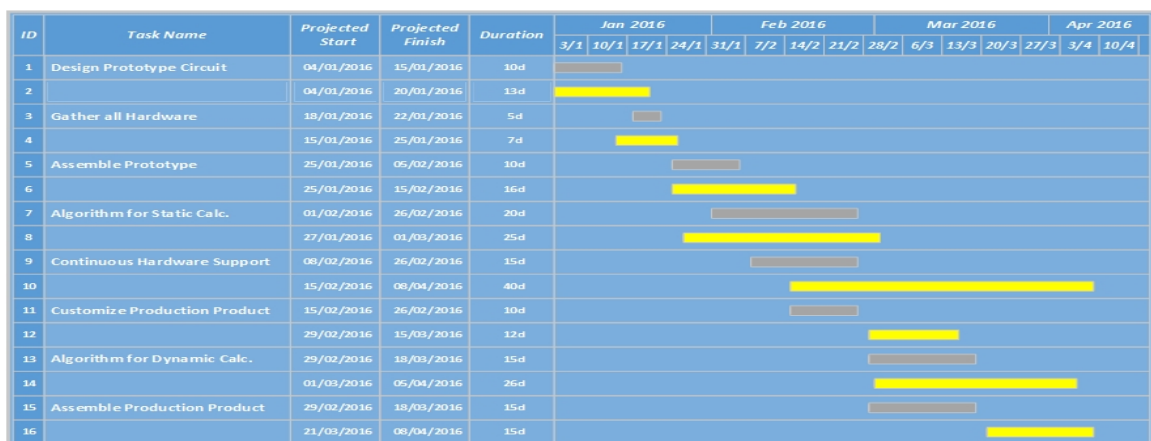 ID Task Name Projected Start Projected Finish Duration Jan 2016 Feb 2016 Mar 2016 Apr 2016
3/1 10/1 17/1 24/1 31/1 7/2 14/2 21/2 28/2 6/3 13/3 20/3 27/3 3/4 10/4
1 Design Prototype Circuit 04/01/2016 15/01/2016 10d
2 04/01/2016 20/01/2016 13d
3 Gather all Hardware 18/01/2016 22/01/2016 5d
4 15/01/2016 25/01/2016 7d
5 Assemble Prototype 25/01/2016 05/02/2016 10d
6 25/01/2016 15/02/2016 16d
7 Algorithm for Static Calc. 01/02/2016 26/02/2016 20d
8 27/01/2016 01/03/2016 25d
9 Continuous Hardware Support 08/02/2016 26/02/2016 15d
10 15/02/2016 08/04/2016 40d
11 Customize Production Product 15/02/2016 26/02/2016 10d
12 29/02/2016 15/03/2016 12d
13 Algorithm for Dynamic Calc. 29/02/2016 18/03/2016 15d
14 01/03/2016 05/04/2016 26d
15 Assemble Production Product 29/02/2016 18/03/2016 15d
16 21/03/2016 08/04/2016 15d